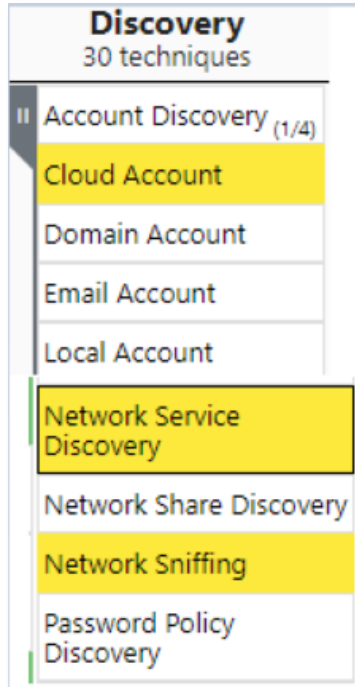 Discovery
30 techniques
Account Discovery (1/4)
Cloud Account
Domain Account
Email Account
Local Account
Network Service
Discovery
Network Share Discovery
Network Sniffing
Password Policy
Discovery